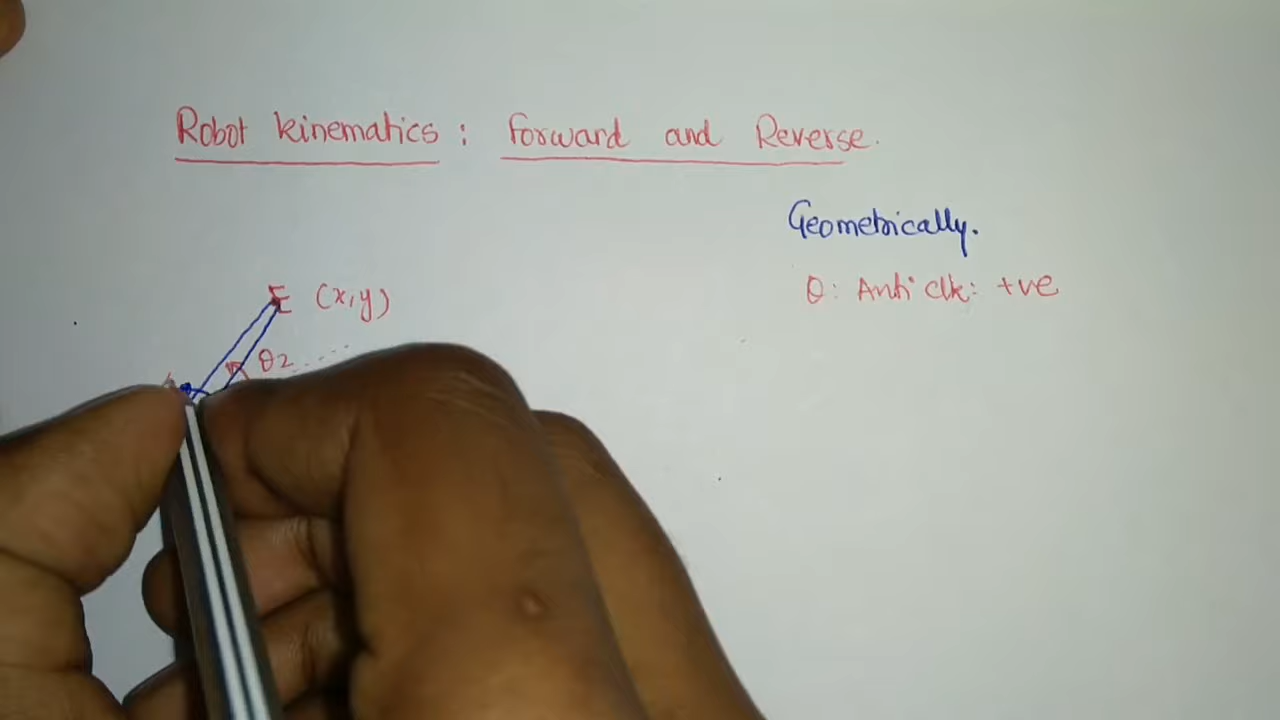 Robot kinematics : Forward and Reverse.
Geometrically.
θ: Anti clk: +ve
E (x,y)
θ2